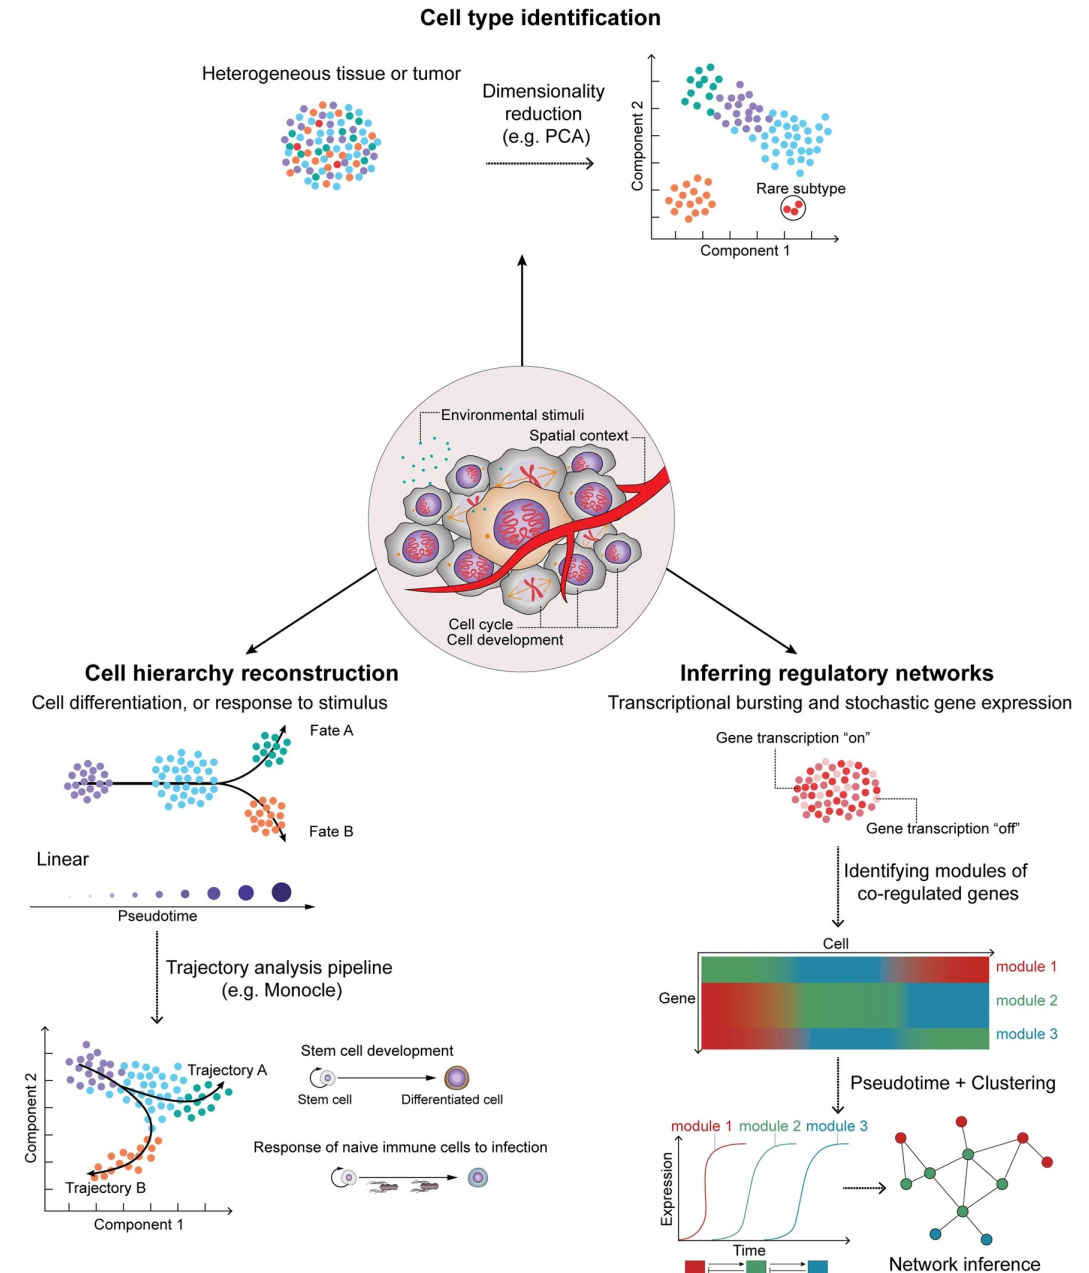 Cell type identification
Heterogeneous tissue or tumor
Dimensionality
reduction
(e.g. PCA)
Component 2
Rare subtype
Component 1
Environmental stimuli
Spatial context
Cell cycle
Cell development
Cell hierarchy reconstruction
Cell differentiation, or response to stimulus
Fate A
Fate B
Linear
Pseudotime
Trajectory analysis pipeline
(e.g. Monocle)
Component 2
Trajectory A
Trajectory B
Component 1
Stem cell development
Stem cell
Differentiated cell
Response of naive immune cells to infection
Inferring regulatory networks
Transcriptional bursting and stochastic gene expression
Gene transcription “on”
Gene transcription “off”
Identifying modules of
co-regulated genes
Cell
Gene
module 1
module 2
module 3
Pseudotime + Clustering
module 1
module 2
module 3
Expression
Time
Network inference